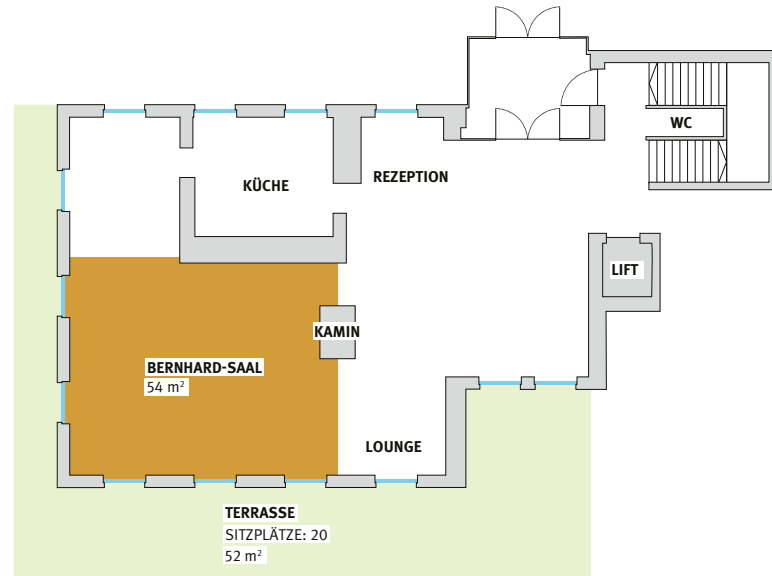 WC
KÜCHE
REZEPTION
LIFT
KAMIN
BERNHARD-SAAL
54 m²
LOUNGE
TERRASSE
SITZPLÄTZE: 20
52 m²